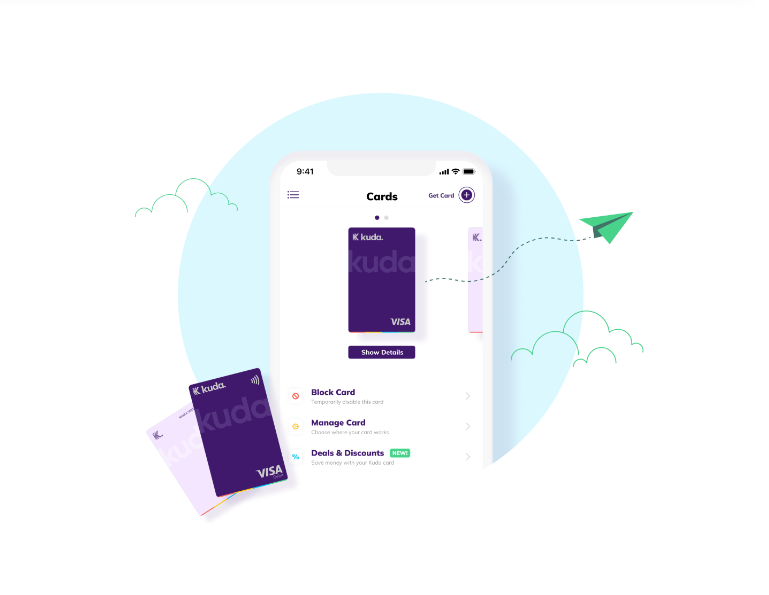 9:41
Cards
Get Card
kuda.
kuda
VISA
K.
Show Details
Block Card
Temporarily disable this card
Manage Card
Choose where your card works
Deals & Discounts NEW!
Save money with your Kuda card
kuda.
kuda
VISA
K.